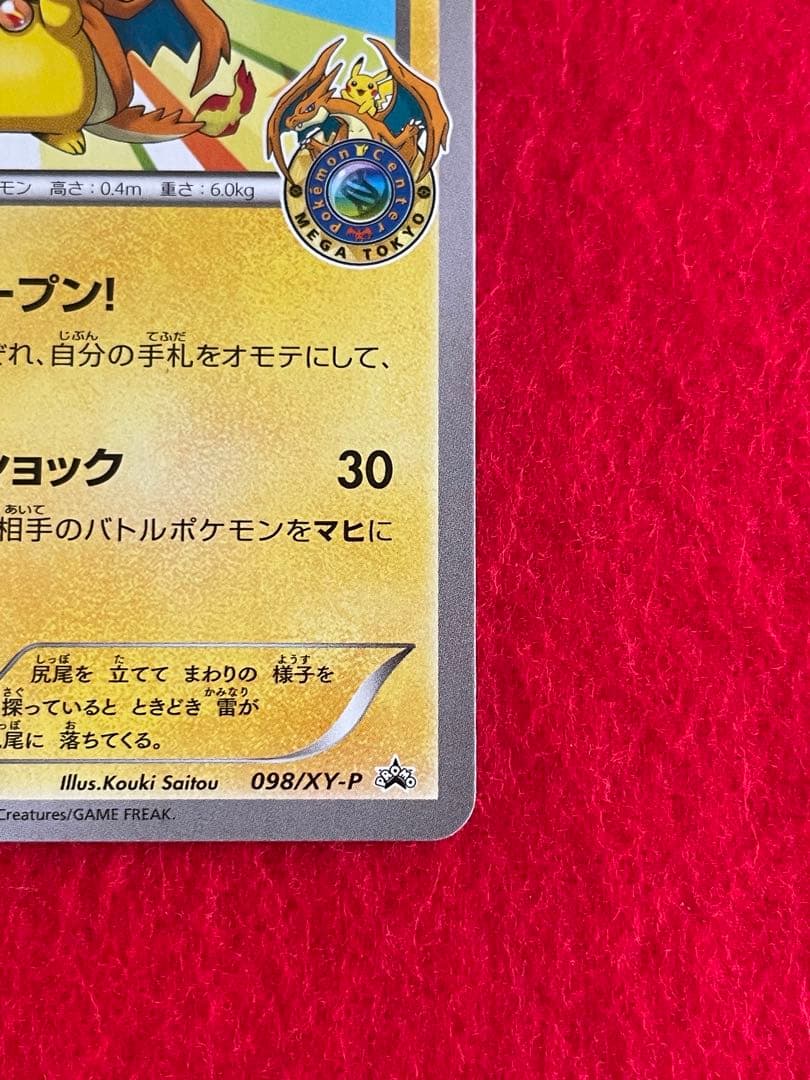 モン 高さ：0.4m 重さ：6.0kg
Pokémon Center
MEGA TOKYO
ープン!
じぶん てふだ
れ、自分の手札をオモテにして、
ョック 30
あいて
相手のバトルポケモンをマヒに
しっぽ た ようす
尻尾を 立てて まわりの 様子を
さぐ かみなり
探っていると ときどき 雷が
っぽ お
尾に 落ちてくる。
Illus.Kouki Saitou 098/XY-P PROMO
Creatures/GAME FREAK.